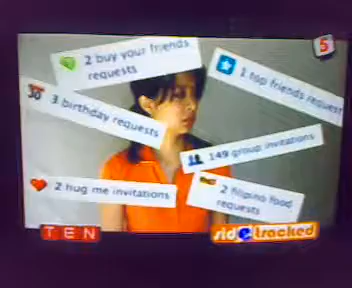 5
2 buy your friends
requests
1 top friends request
30
3 birthday requests
149 group invitations
2 hug me invitations
2 filipino food
requests
TEN
sidetracked